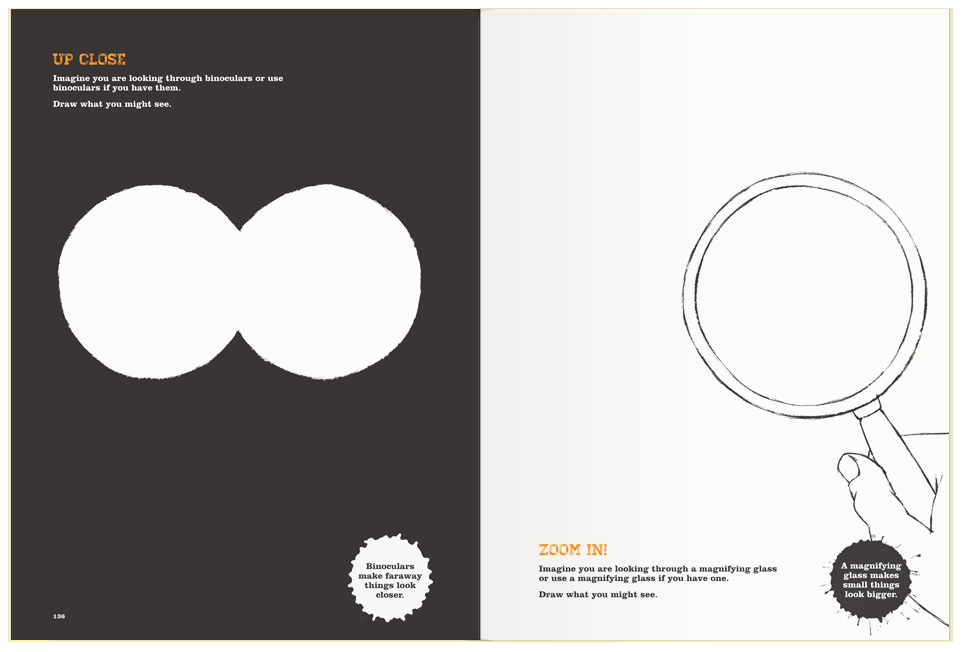 UP CLOSE
Imagine you are looking through binoculars or use
binoculars if you have them.
Draw what you might see.
Binoculars
make faraway
things look
closer.
136
ZOOM IN!
Imagine you are looking through a magnifying glass
or use a magnifying glass if you have one.
Draw what you might see.
A magnifying
glass makes
small things
look bigger.